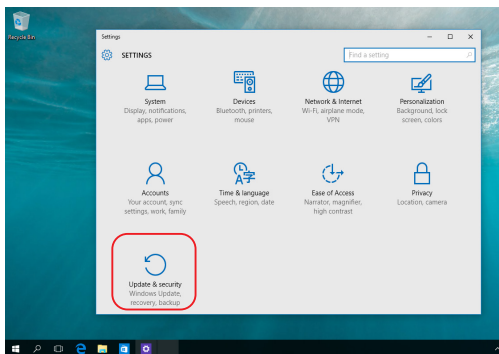 Recycle Bin
Settings
SETTINGS
Find a setting
System
Display, notifications,
apps, power
Devices
Bluetooth, printers,
mouse
Network & Internet
Wi-Fi, airplane mode,
VPN
Personalization
Background, lock
screen, colors
Accounts
Your account, sync
settings, work, family
Time & language
Speech, region, date
Ease of Access
Narrator, magnifier,
high contrast
Privacy
Location, camera
Update & security
Windows Update,
recovery, backup